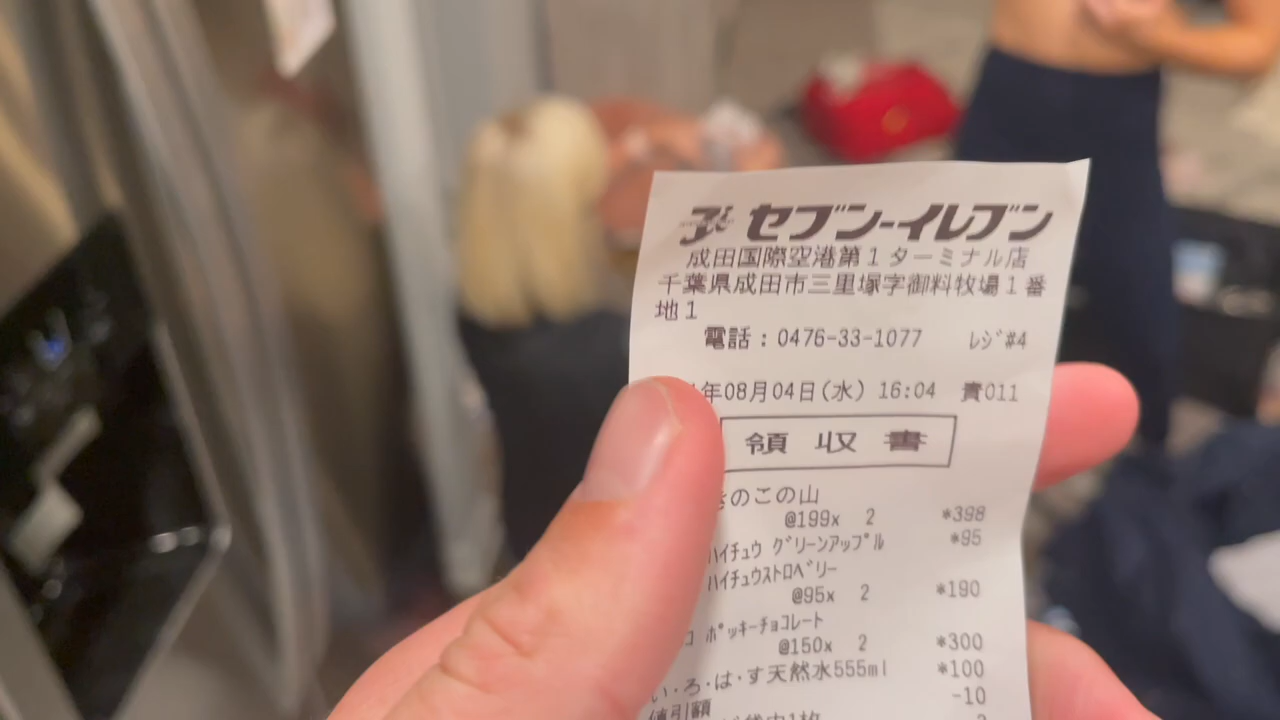 セブン-イレブン
成田国際空港第1ターミナル店
千葉県成田市三里塚字御料牧場1番
地1
電話：0476-33-1077 レジ#4
年08月04日(水) 16:04 責011
領収書
きのこの山
@199x 2 *398
ハイチュウ グリーンアップル *95
ハイチュウストロベリー
@95x 2 *190
ポッキーチョコレート
@150x 2 *300
い・ろ・は・す天然水555ml *100
値引額 -10